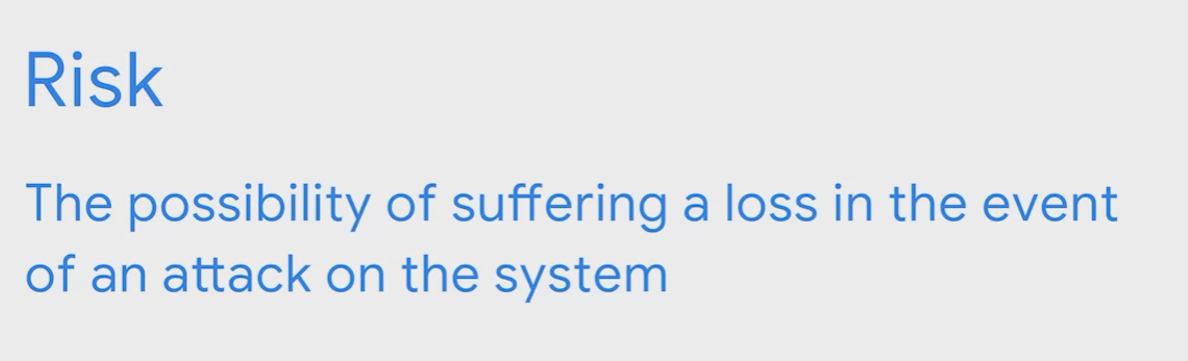 Risk
The possibility of suffering a loss in the event
of an attack on the system